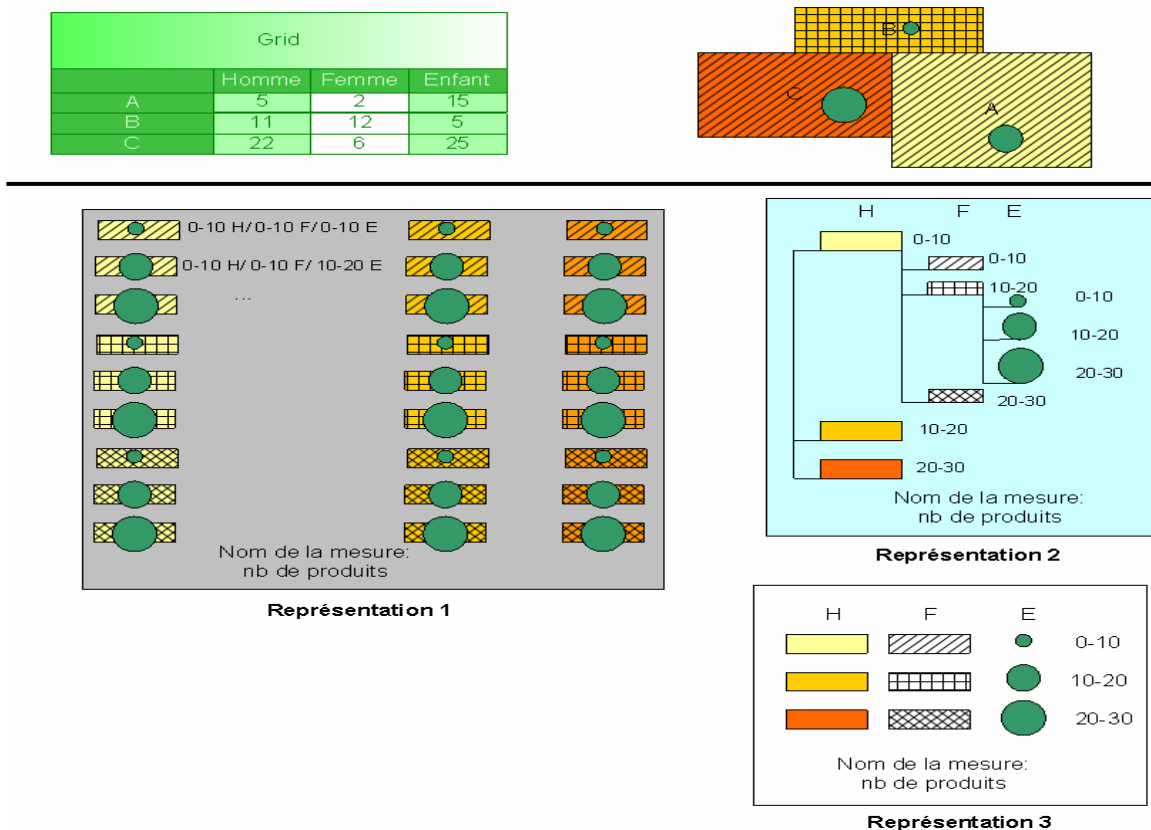 Grid
Homme Femme Enfant
A 5 2 15
B 11 12 5
C 22 6 25
B
C
A
0-10 H/0-10 F/0-10 E
0-10 H/0-10 F/ 10-20 E
...
Nom de la mesure:
nb de produits
Représentation 1
H F E
0-10
0-10
10-20
0-10
10-20
20-30
20-30
10-20
20-30
Nom de la mesure:
nb de produits
Représentation 2
H F E
0-10
10-20
20-30
Nom de la mesure:
nb de produits
Représentation 3